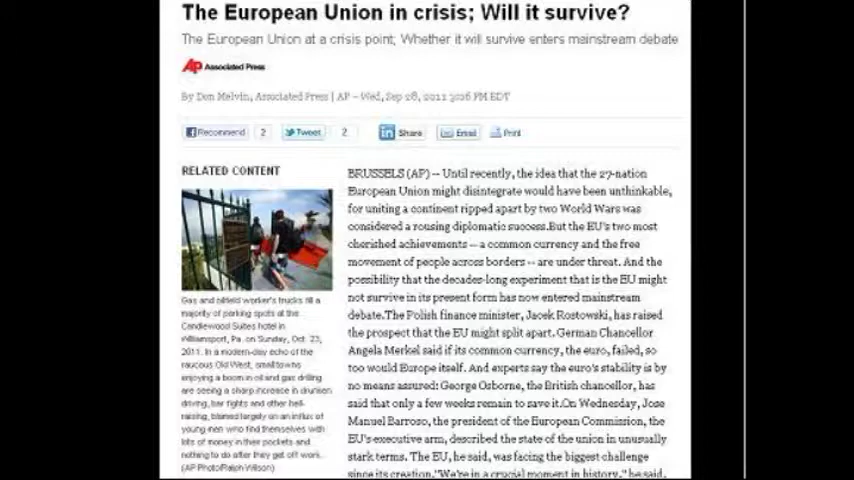 The European Union in crisis; Will it survive?
The European Union at a crisis point; Whether it will survive enters mainstream debate
AP Associated Press
By Don Melvin, Associated Press | AP – Wed, Sep 28, 2011 3:06 PM EDT
Recommend 2 Tweet 2 Share Email Print
RELATED CONTENT
Gas and oilfield worker's trucks fill a
majority of parking spots at the
Candlewood Suites hotel in
Williamsport, Pa. on Sunday, Oct. 23,
2011. In a modern-day echo of the
raucous Old West, small towns
enjoying a boom in oil and gas drilling
are seeing a sharp increase in drunken
driving, bar fights and other hell-
raising, blamed largely on an influx of
young men who find themselves with
lots of money in their pockets and
nothing to do after they get off work.
(AP Photo/Ralph Wilson)
BRUSSELS (AP) -- Until recently, the idea that the 27-nation
European Union might disintegrate would have been unthinkable,
for uniting a continent ripped apart by two World Wars was
considered a rousing diplomatic success.But the EU's two most
cherished achievements -- a common currency and the free
movement of people across borders -- are under threat. And the
possibility that the decades-long experiment that is the EU might
not survive in its present form has now entered mainstream
debate.The Polish finance minister, Jacek Rostowski, has raised
the prospect that the EU might split apart. German Chancellor
Angela Merkel said if its common currency, the euro, failed, so
too would Europe itself. And experts say the euro's stability is by
no means assured: George Osborne, the British chancellor, has
said that only a few weeks remain to save it.On Wednesday, Jose
Manuel Barroso, the president of the European Commission, the
EU's executive arm, described the state of the union in unusually
stark terms. The EU, he said, was facing the biggest challenge
since its creation."We're in a crucial moment in history," he said.